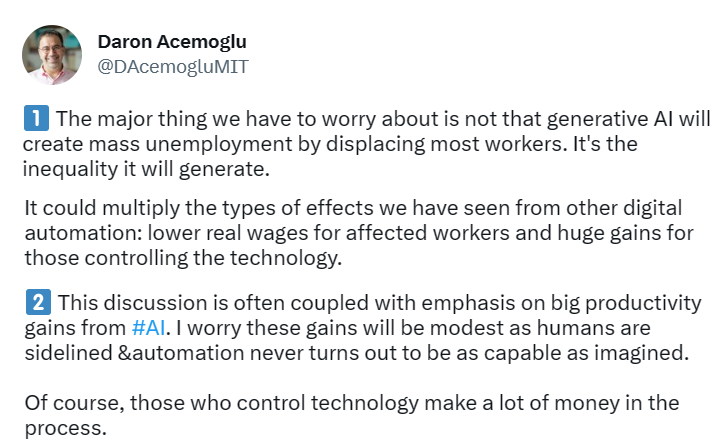 Daron Acemoglu
@DAcemogluMIT
1️⃣ The major thing we have to worry about is not that generative AI will
create mass unemployment by displacing most workers. It's the
inequality it will generate.
It could multiply the types of effects we have seen from other digital
automation: lower real wages for affected workers and huge gains for
those controlling the technology.
2️⃣ This discussion is often coupled with emphasis on big productivity
gains from #AI. I worry these gains will be modest as humans are
sidelined &automation never turns out to be as capable as imagined.
Of course, those who control technology make a lot of money in the
process.